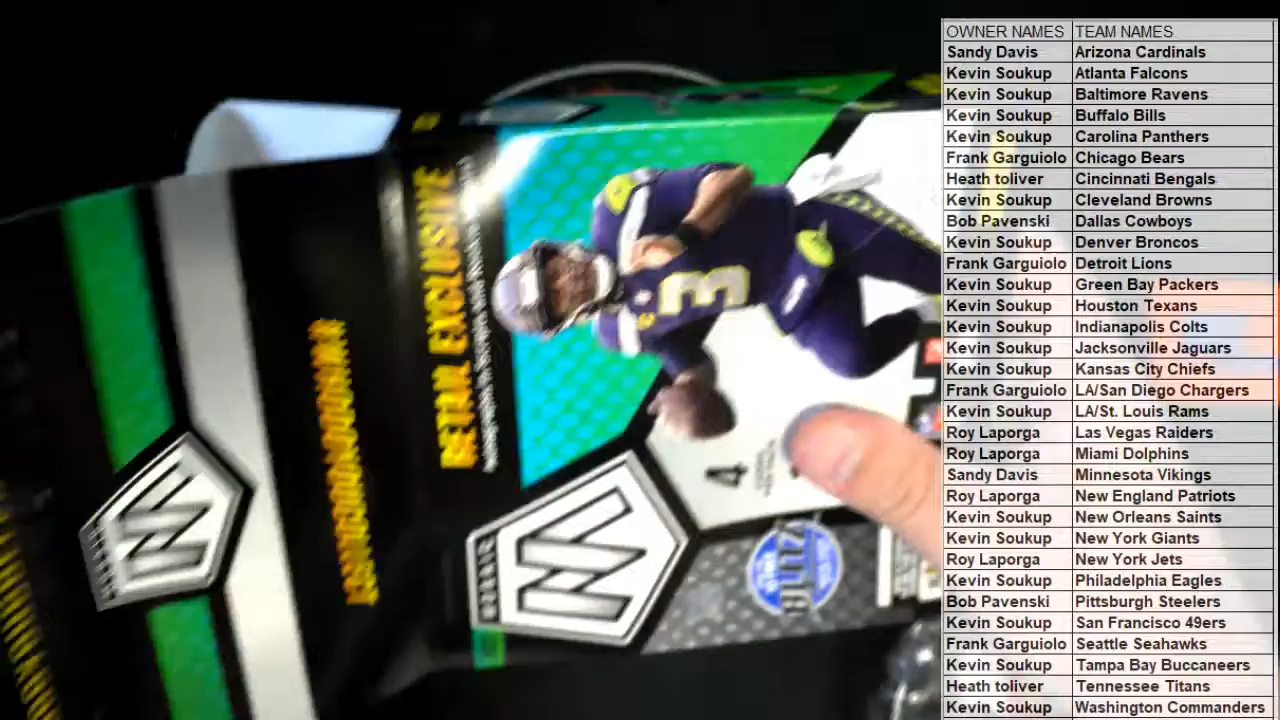 OWNER NAMES TEAM NAMES
Sandy Davis Arizona Cardinals
Kevin Soukup Atlanta Falcons
Kevin Soukup Baltimore Ravens
Kevin Soukup Buffalo Bills
Kevin Soukup Carolina Panthers
Frank Garguiolo Chicago Bears
Heath toliver Cincinnati Bengals
Kevin Soukup Cleveland Browns
Bob Pavenski Dallas Cowboys
Kevin Soukup Denver Broncos
Frank Garguiolo Detroit Lions
Kevin Soukup Green Bay Packers
Kevin Soukup Houston Texans
Kevin Soukup Indianapolis Colts
Kevin Soukup Jacksonville Jaguars
Kevin Soukup Kansas City Chiefs
Frank Garguiolo LA/San Diego Chargers
Kevin Soukup LA/St. Louis Rams
Roy Laporga Las Vegas Raiders
Roy Laporga Miami Dolphins
Sandy Davis Minnesota Vikings
Roy Laporga New England Patriots
Kevin Soukup New Orleans Saints
Kevin Soukup New York Giants
Roy Laporga New York Jets
Kevin Soukup Philadelphia Eagles
Bob Pavenski Pittsburgh Steelers
Kevin Soukup San Francisco 49ers
Frank Garguiolo Seattle Seahawks
Kevin Soukup Tampa Bay Buccaneers
Heath toliver Tennessee Titans
Kevin Soukup Washington Commanders
RETAIL EXCLUSIVE
3
4